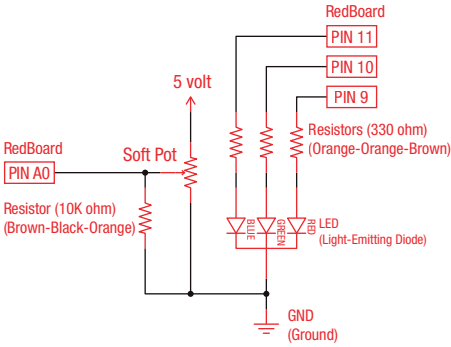 RedBoard
PIN 11
PIN 10
PIN 9
5 volt
Resistors (330 ohm)
(Orange-Orange-Brown)
RedBoard
Soft Pot
PIN A0
Resistor (10K ohm)
(Brown-Black-Orange)
BLUE
GREEN
RED
LED
(Light-Emitting Diode)
GND
(Ground)